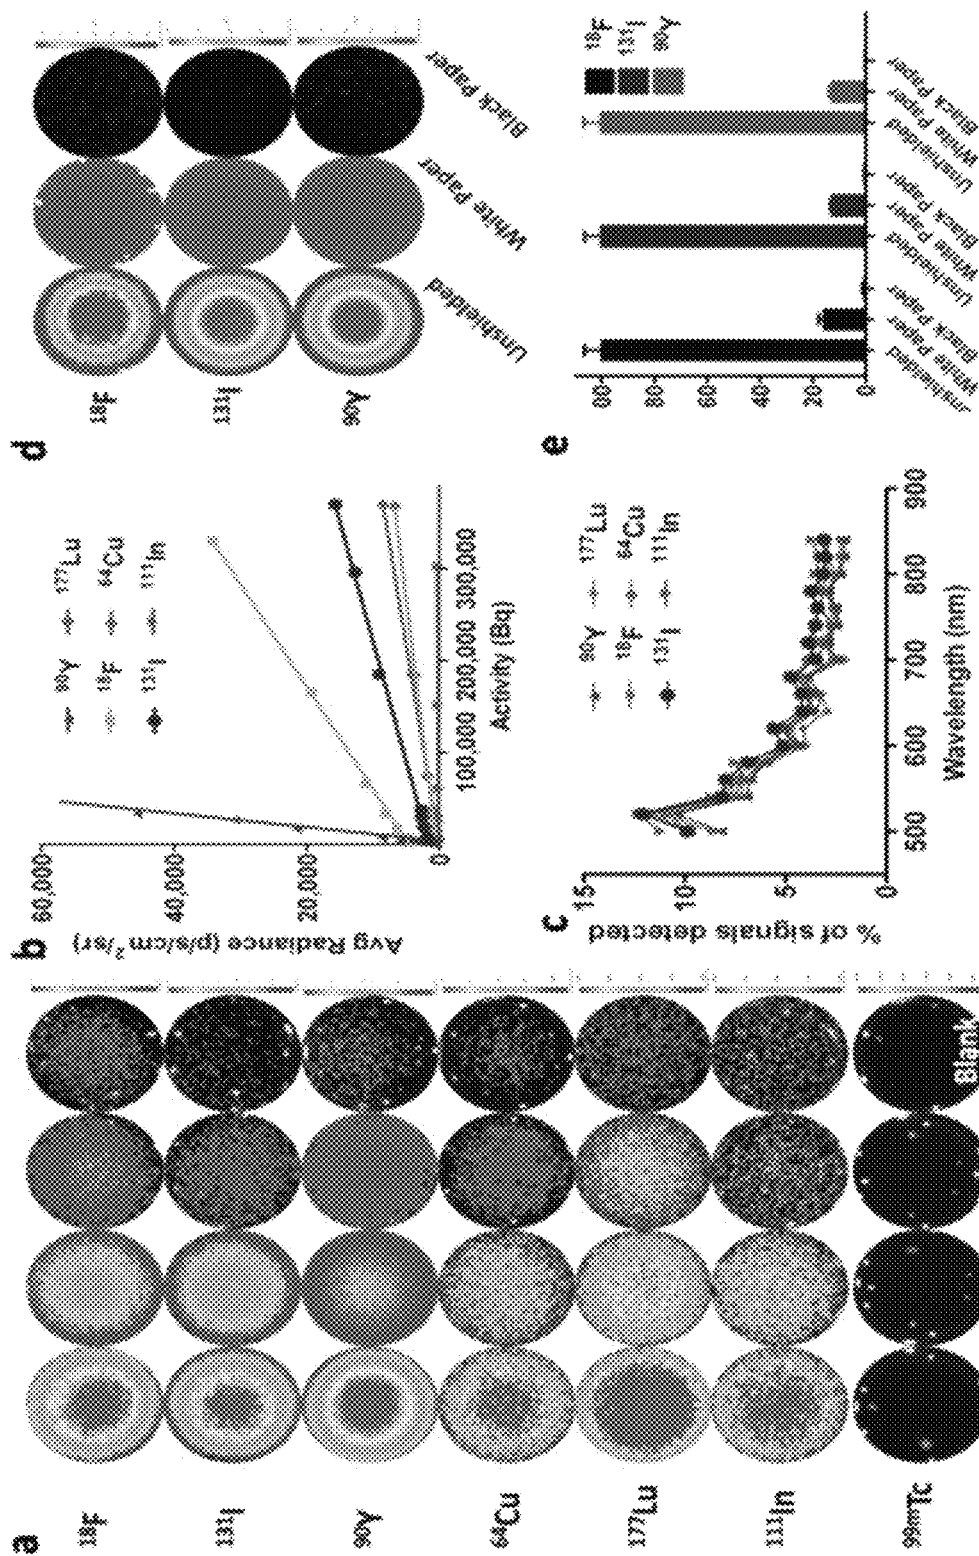 a
¹⁸F
¹³¹I
⁹⁰Y
⁶⁴Cu
¹⁷⁷Lu
¹¹¹In
⁹⁹ᵐTc
Blank
b
Avg Radiance (p/s/cm²/sr)
60,000
40,000
20,000
0
100,000 200,000 300,000
Activity (Bq)
⁹⁰Y ¹⁷⁷Lu
¹⁸F ⁶⁴Cu
¹³¹I ¹¹¹In
c
% of signals detected
15
10
5
0
500 600 700 800 900
Wavelength (nm)
⁹⁰Y ¹⁷⁷Lu
¹⁸F ⁶⁴Cu
¹³¹I ¹¹¹In
d
¹⁸F
¹³¹I
⁹⁰Y
Unshielded White Paper Black Paper
e
80
60
40
20
0
¹⁸F
¹³¹I
⁹⁰Y
nshielded
White Paper
Black Paper
Unshielded
White Paper
Black Paper
Unshielded
White Paper
Black Paper